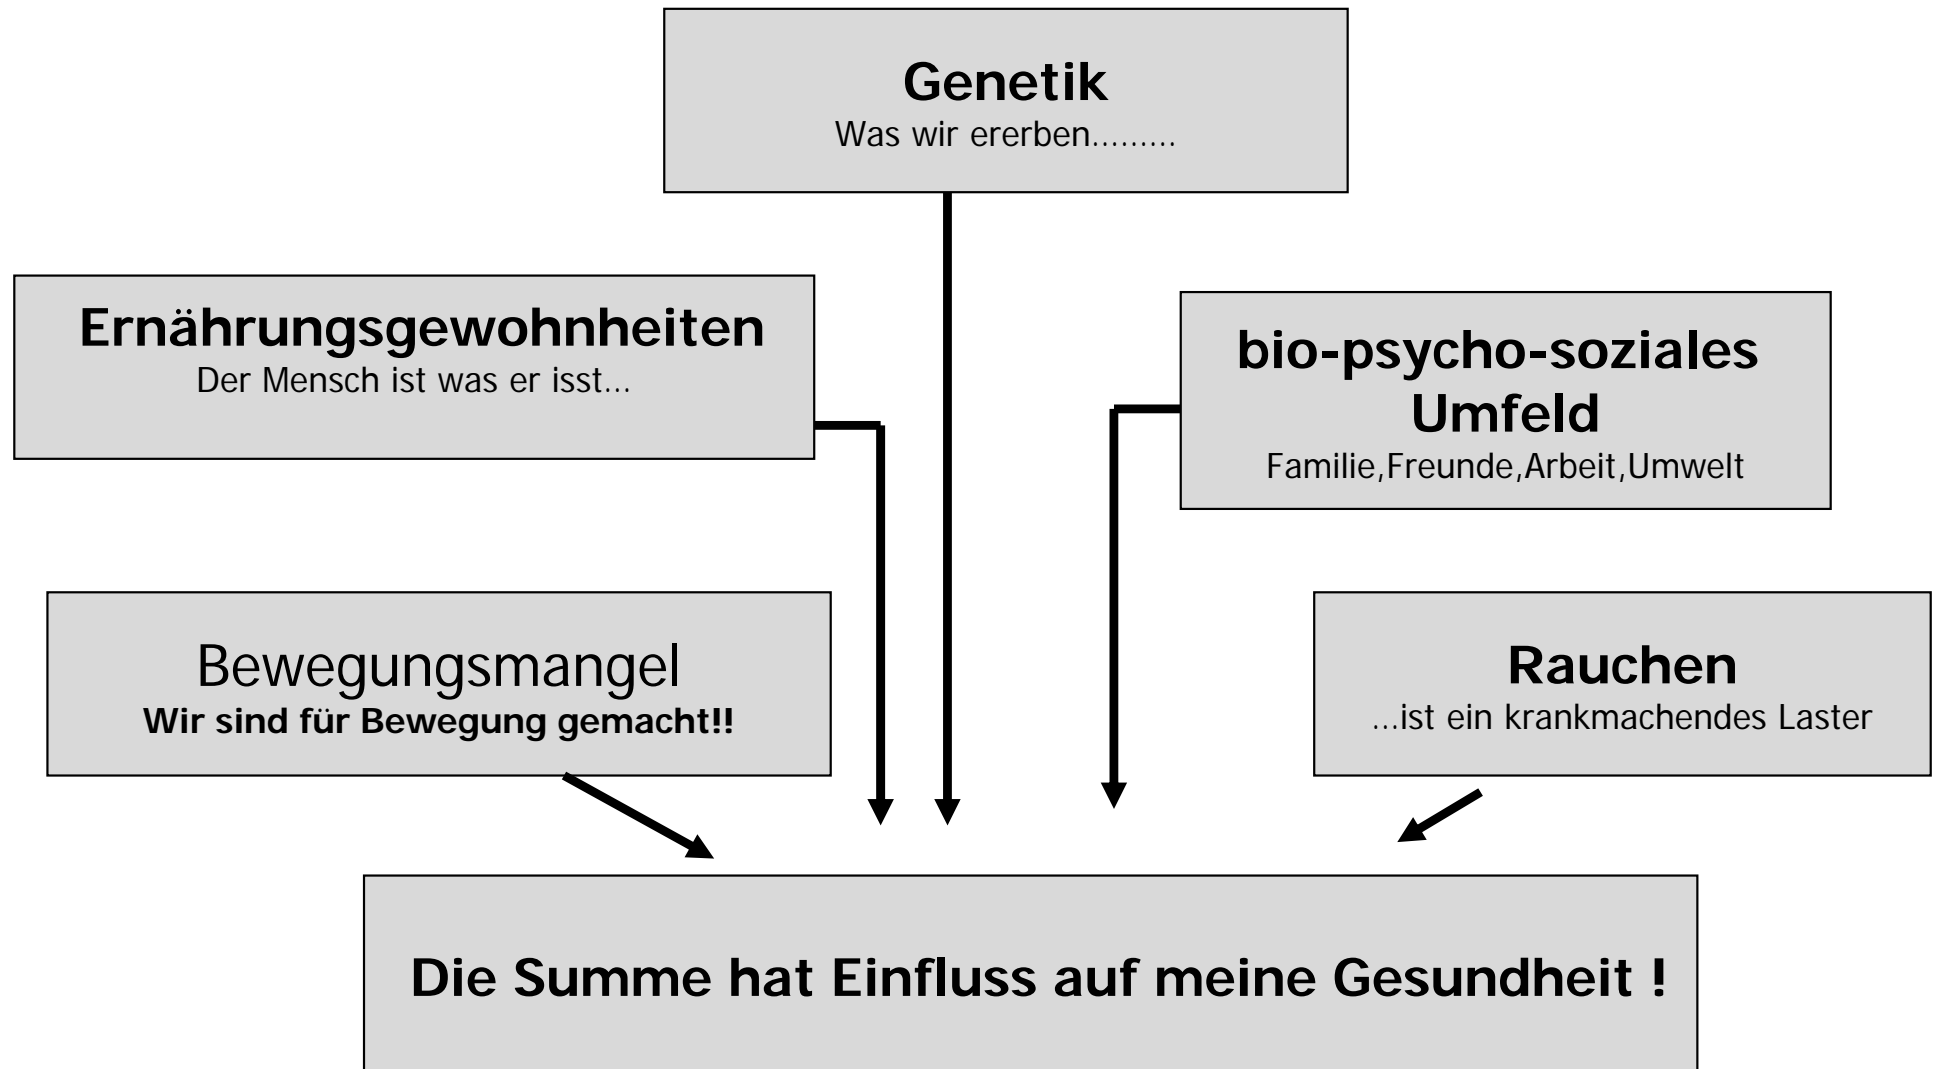 Genetik
Was wir ererben.........
Ernährungsgewohnheiten
Der Mensch ist was er isst...
bio-psycho-soziales
Umfeld
Familie,Freunde,Arbeit,Umwelt
Bewegungsmangel
Wir sind für Bewegung gemacht!!
Rauchen
...ist ein krankmachendes Laster
Die Summe hat Einfluss auf meine Gesundheit !